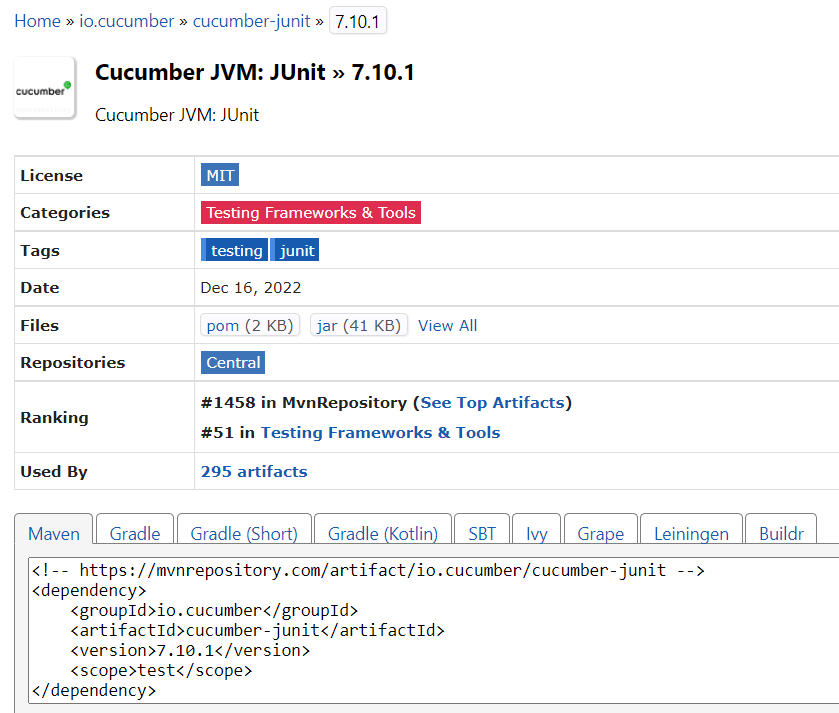 Home » io.cucumber » cucumber-junit » 7.10.1
cucumber
Cucumber JVM: JUnit » 7.10.1
Cucumber JVM: JUnit
License MIT
Categories Testing Frameworks & Tools
Tags testing junit
Date Dec 16, 2022
Files pom (2 KB) jar (41 KB) View All
Repositories Central
Ranking #1458 in MvnRepository (See Top Artifacts)
#51 in Testing Frameworks & Tools
Used By 295 artifacts
Maven Gradle Gradle (Short) Gradle (Kotlin) SBT Ivy Grape Leiningen Buildr
<!-- https://mvnrepository.com/artifact/io.cucumber/cucumber-junit -->
<dependency>
    <groupId>io.cucumber</groupId>
    <artifactId>cucumber-junit</artifactId>
    <version>7.10.1</version>
    <scope>test</scope>
</dependency>